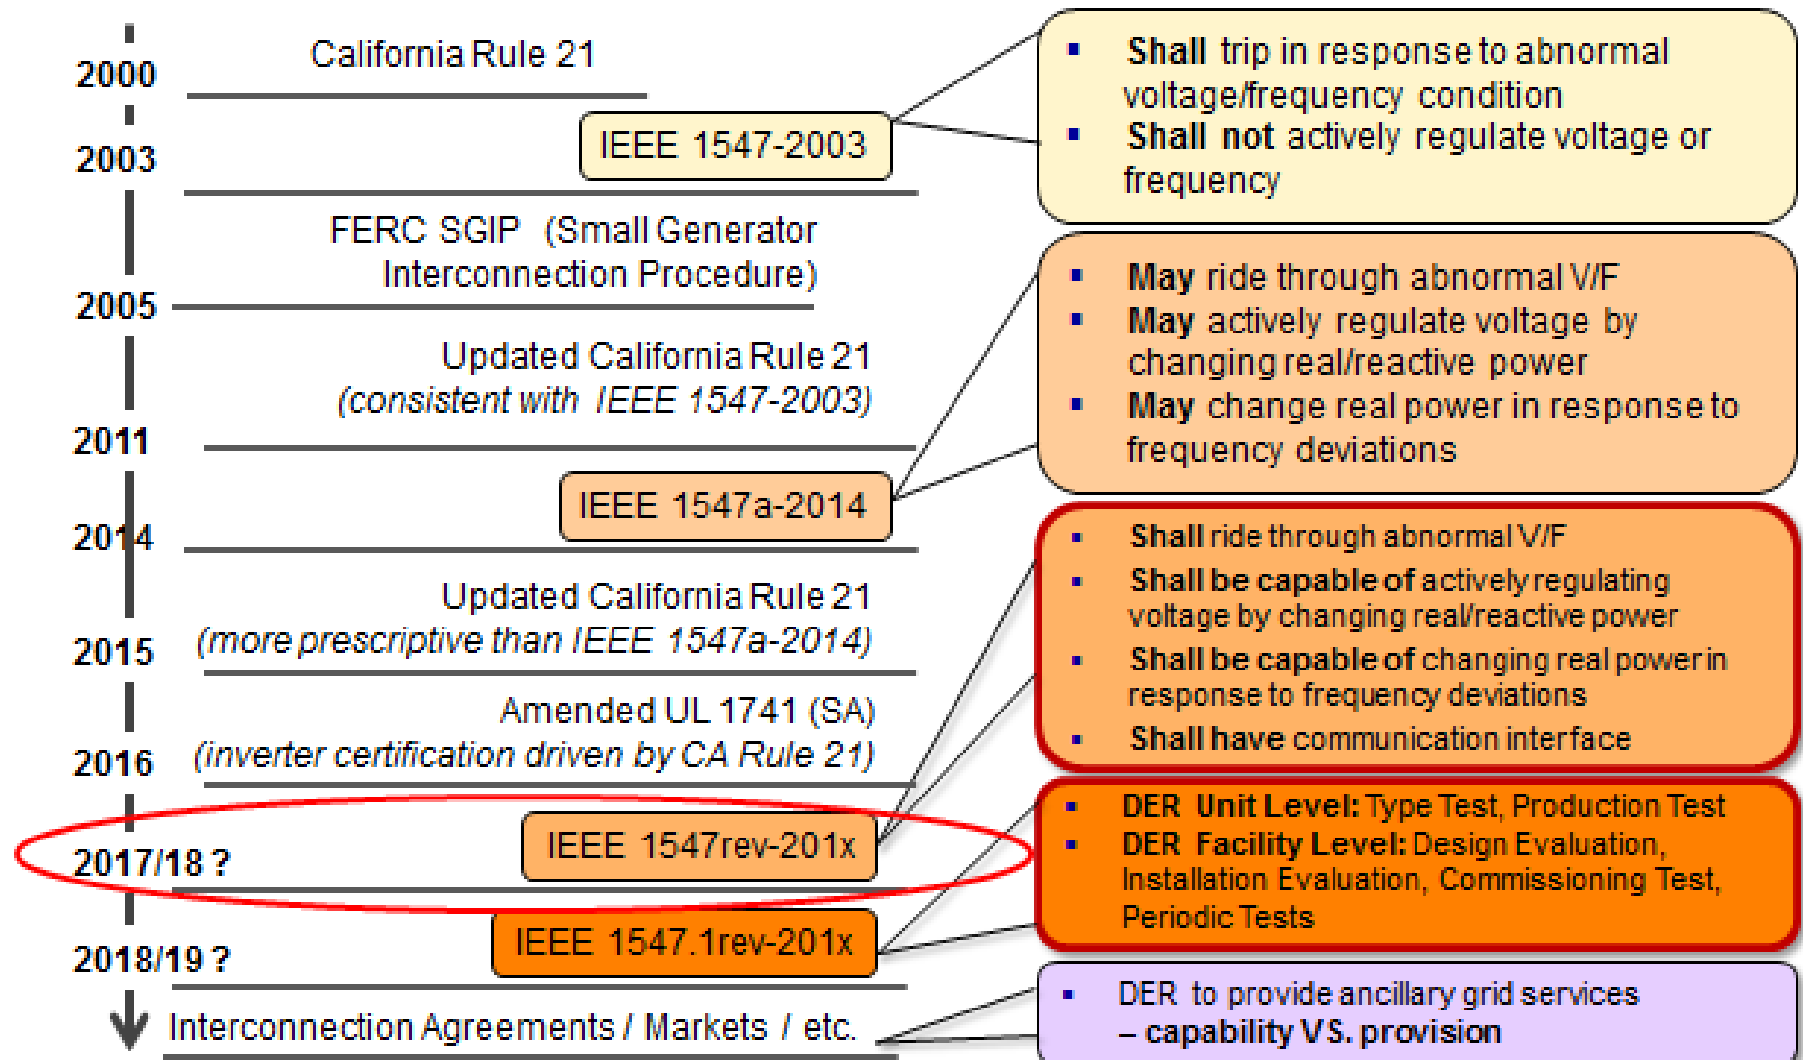 2000
California Rule 21
2003
IEEE 1547-2003
▪ Shall trip in response to abnormal
voltage/frequency condition
▪ Shall not actively regulate voltage or
frequency
FERC SGIP (Small Generator
Interconnection Procedure)
2005
Updated California Rule 21
(consistent with IEEE 1547-2003)
2011
IEEE 1547a-2014
2014
▪ May ride through abnormal V/F
▪ May actively regulate voltage by
changing real/reactive power
▪ May change real power in response to
frequency deviations
Updated California Rule 21
(more prescriptive than IEEE 1547a-2014)
2015
Amended UL 1741 (SA)
(inverter certification driven by CA Rule 21)
2016
IEEE 1547rev-201x
2017/18 ?
▪ Shall ride through abnormal V/F
▪ Shall be capable of actively regulating
voltage by changing real/reactive power
▪ Shall be capable of changing real power in
response to frequency deviations
▪ Shall have communication interface
IEEE 1547.1rev-201x
2018/19 ?
▪ DER Unit Level: Type Test, Production Test
▪ DER Facility Level: Design Evaluation,
Installation Evaluation, Commissioning Test,
Periodic Tests
Interconnection Agreements / Markets / etc.
▪ DER to provide ancillary grid services
– capability VS. provision